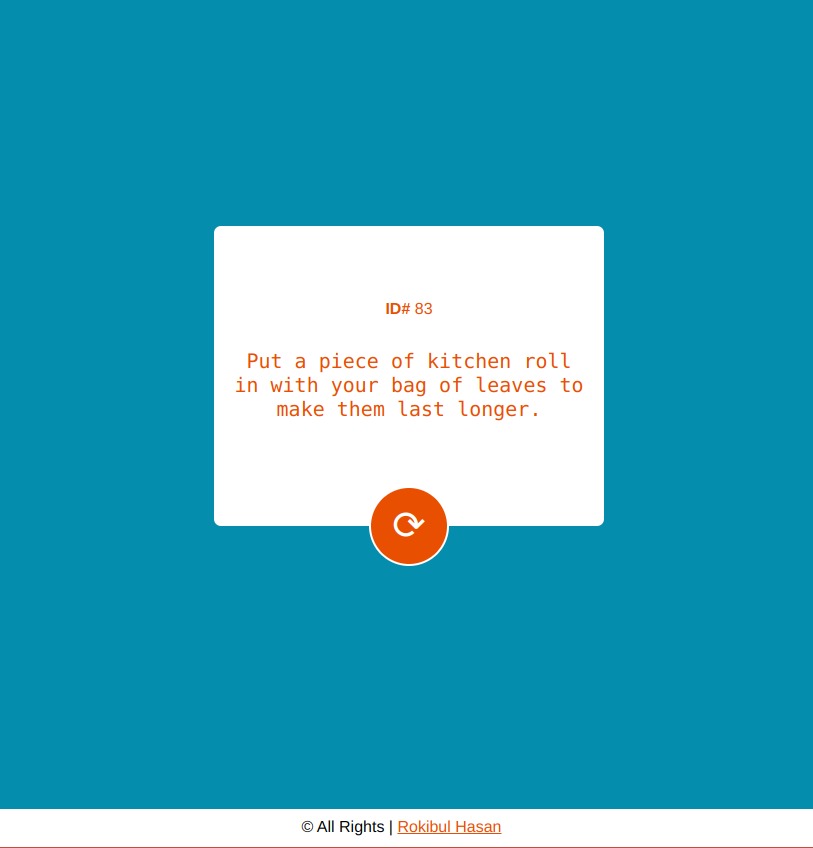 ID# 83
Put a piece of kitchen roll
in with your bag of leaves to
make them last longer.
© All Rights | Rokibul Hasan